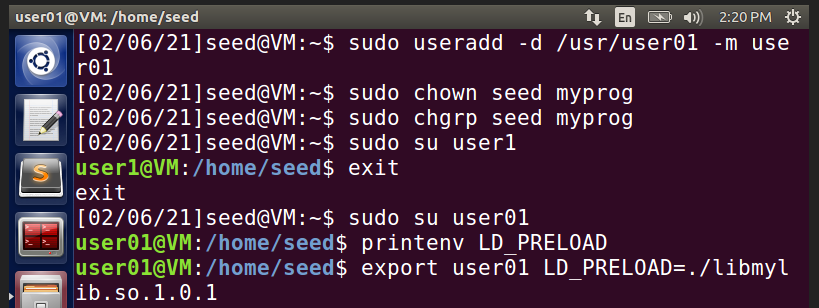 user01@VM: /home/seed En 2:20 PM
[02/06/21]seed@VM:~$ sudo useradd -d /usr/user01 -m use
r01
[02/06/21]seed@VM:~$ sudo chown seed myprog
[02/06/21]seed@VM:~$ sudo chgrp seed myprog
[02/06/21]seed@VM:~$ sudo su user1
user1@VM:/home/seed$ exit
exit
[02/06/21]seed@VM:~$ sudo su user01
user01@VM:/home/seed$ printenv LD_PRELOAD
user01@VM:/home/seed$ export user01 LD_PRELOAD=./libmyl
ib.so.1.0.1